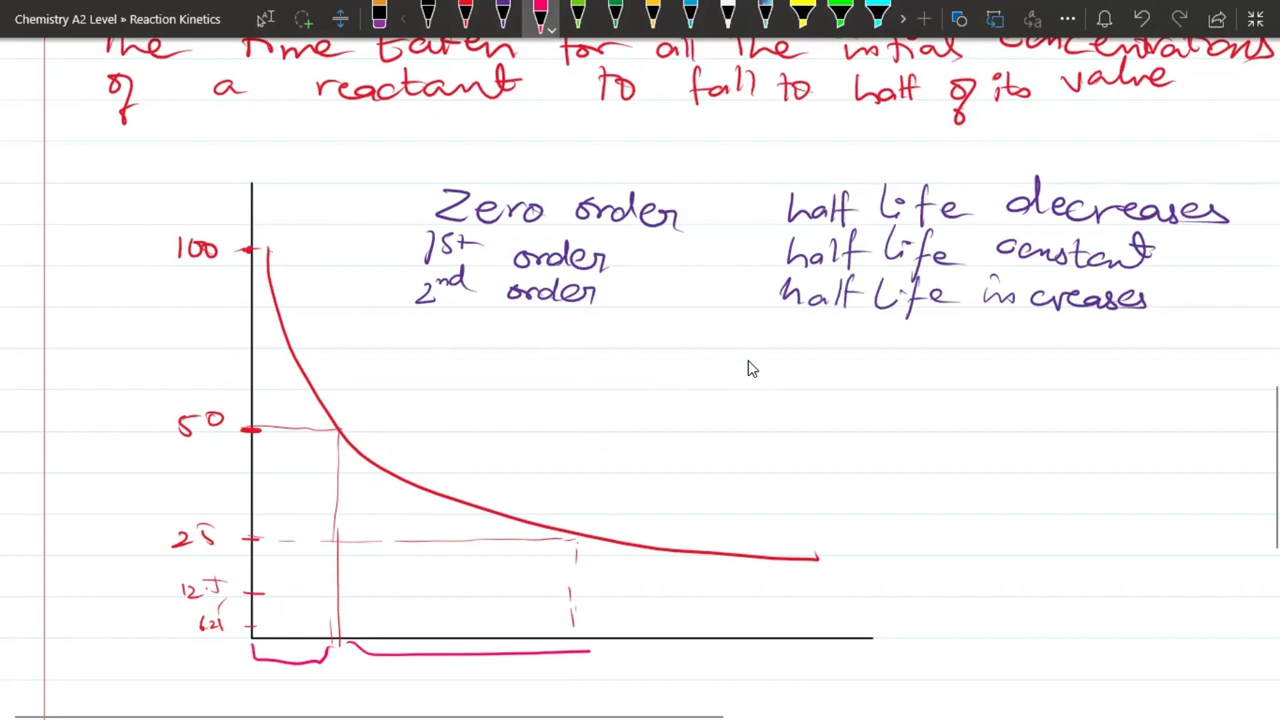 Chemistry A2 Level » Reaction Kinetics
The time taken for all the initial concentrations
of a reactant to fall to half of its value
Zero order half life decreases
1st order half life constant
2nd order half life increases
100
50
25
12.5